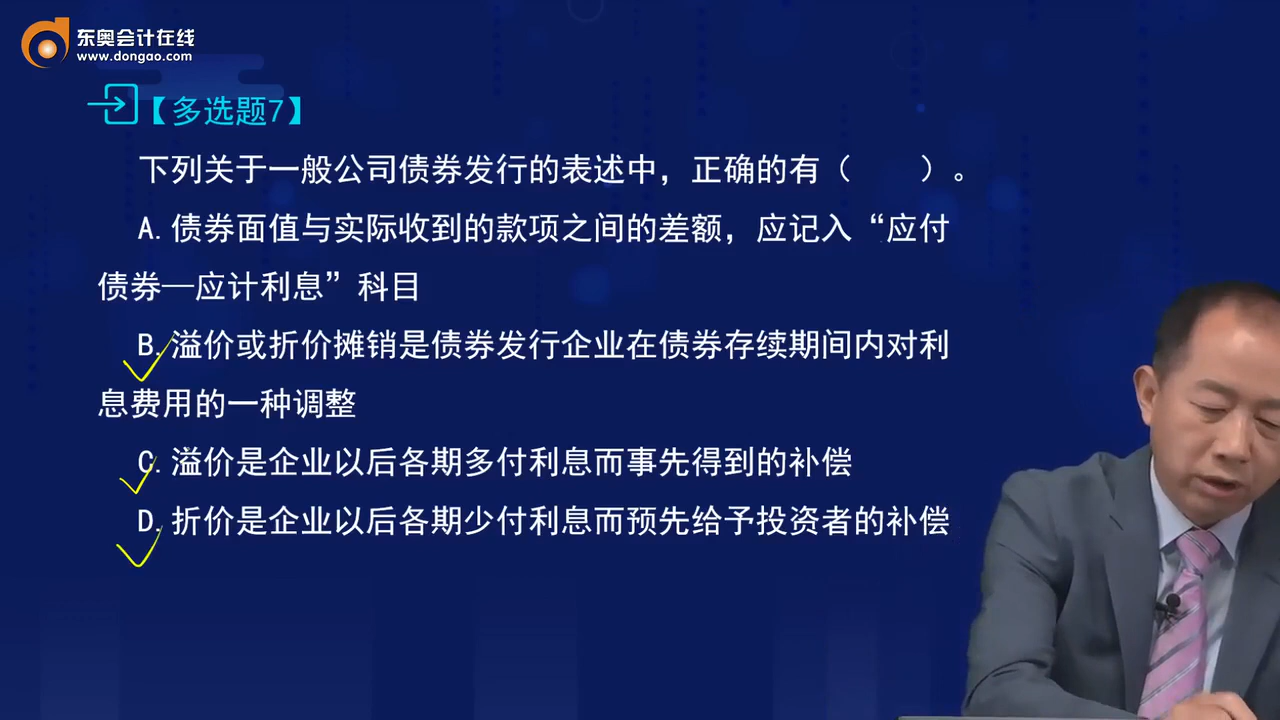 东奥会计在线
www.dongao.com
【多选题7】
下列关于一般公司债券发行的表述中，正确的有（　　）。
A.债券面值与实际收到的款项之间的差额，应记入“应付
债券—应计利息”科目
B.溢价或折价摊销是债券发行企业在债券存续期间内对利
息费用的一种调整
C.溢价是企业以后各期多付利息而事先得到的补偿
D.折价是企业以后各期少付利息而预先给予投资者的补偿